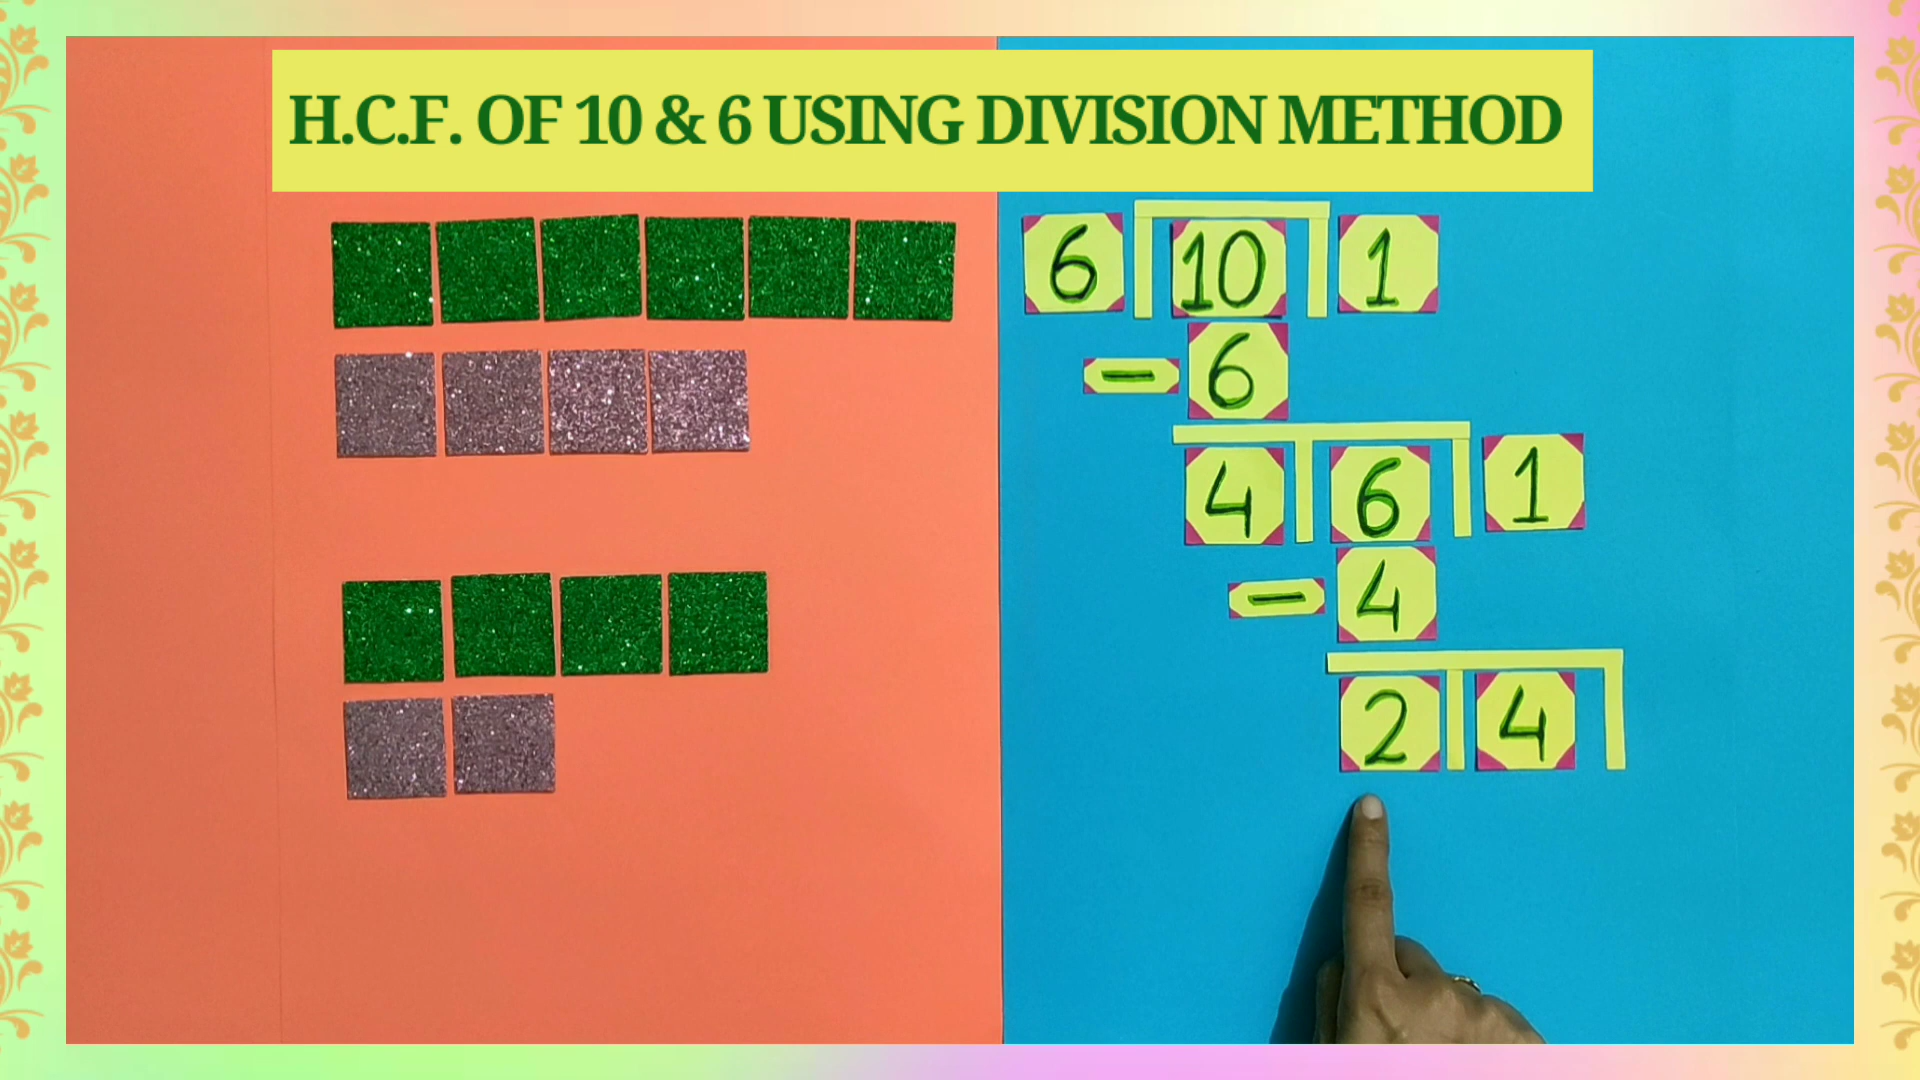 H.C.F. OF 10 & 6 USING DIVISION METHOD
6 10 1
- 6
4 6 1
- 4
2 4